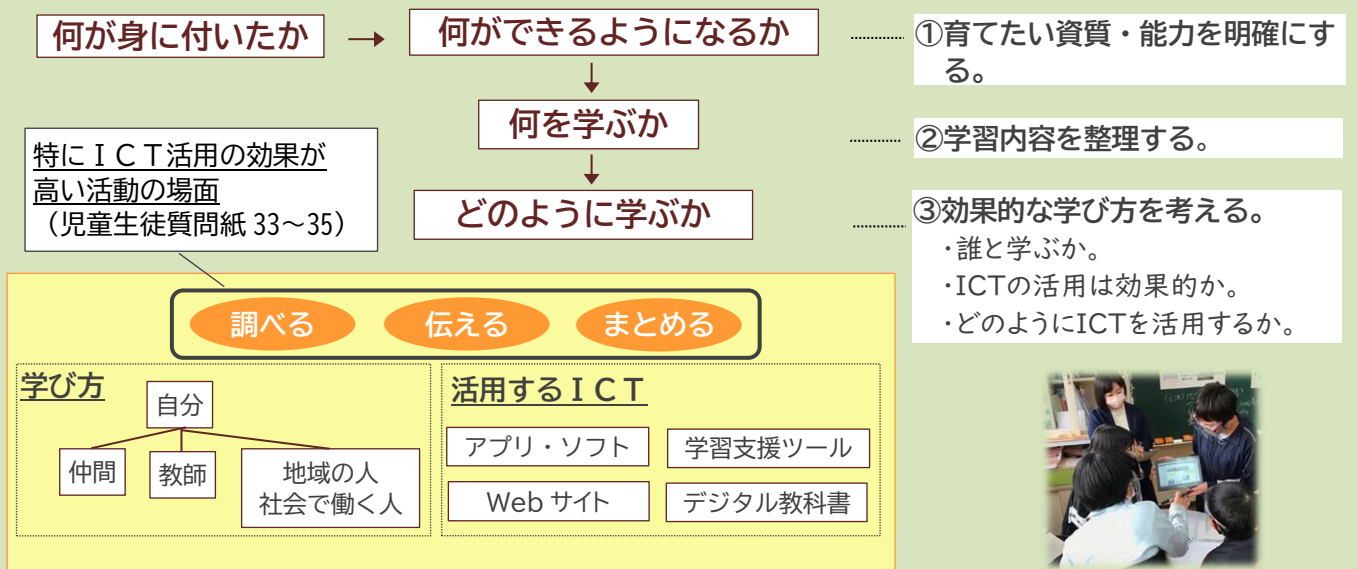 何が身に付いたか
何ができるようになるか
①育てたい資質・能力を明確にす
る。
何を学ぶか
②学習内容を整理する。
どのように学ぶか
③効果的な学び方を考える。
・誰と学ぶか。
・ICTの活用は効果的か。
・どのようにICTを活用するか。
特にＩＣＴ活用の効果が
高い活動の場面
（児童生徒質問紙 33～35）
調べる
伝える
まとめる
学び方
自分
仲間
教師
地域の人
社会で働く人
活用するＩＣＴ
アプリ・ソフト
学習支援ツール
Web サイト
デジタル教科書